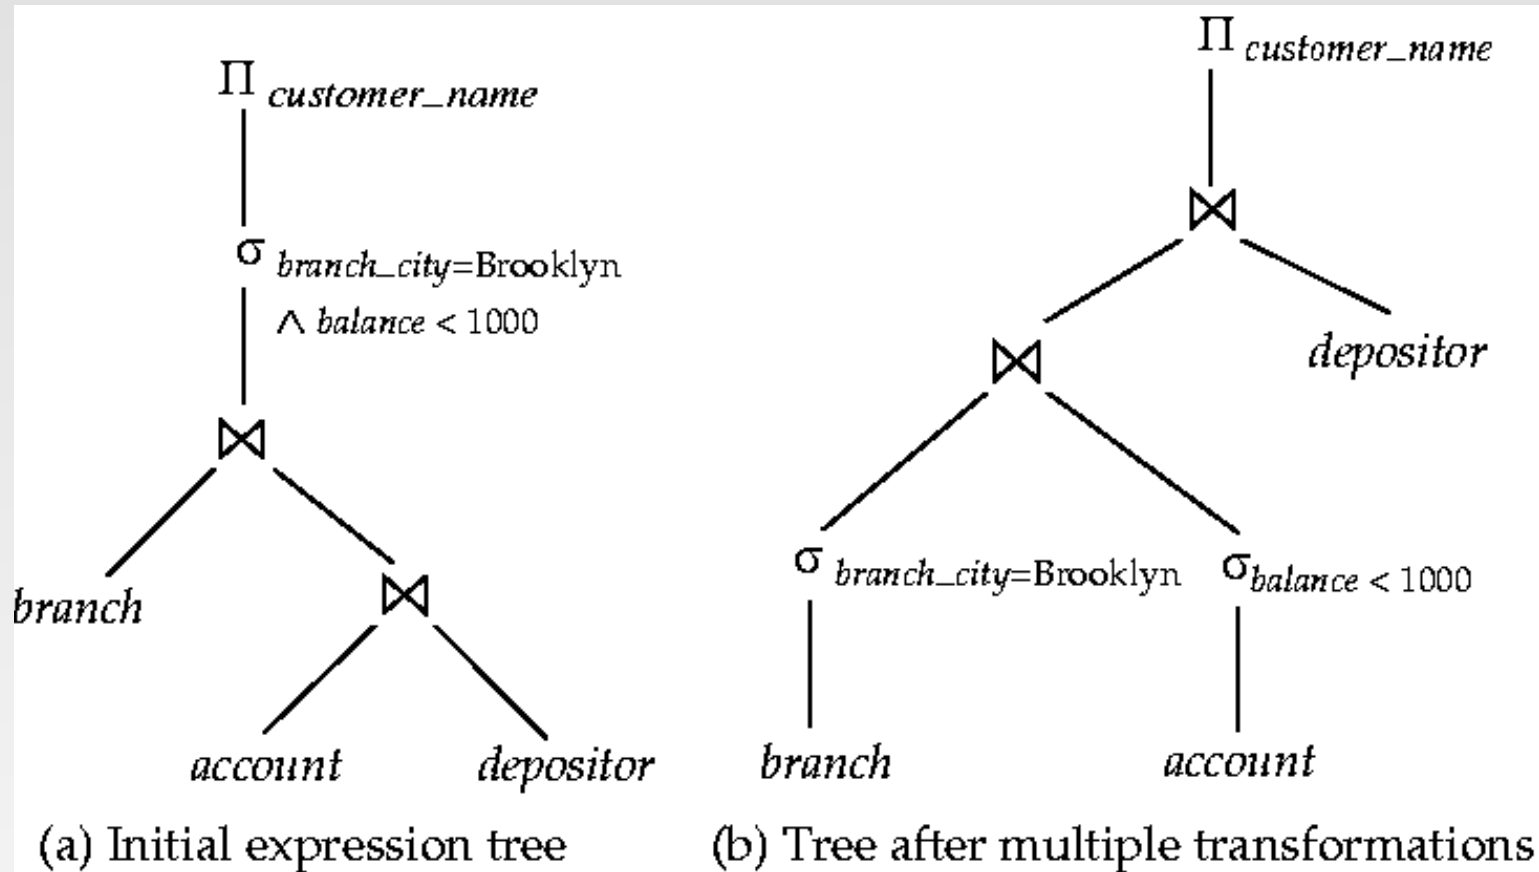 Π customer_name
σ branch_city=Brooklyn
∧ balance < 1000
⋈
branch
⋈
account depositor
(a) Initial expression tree
Π customer_name
⋈
depositor
⋈
σ branch_city=Brooklyn σ balance < 1000
branch account
(b) Tree after multiple transformations